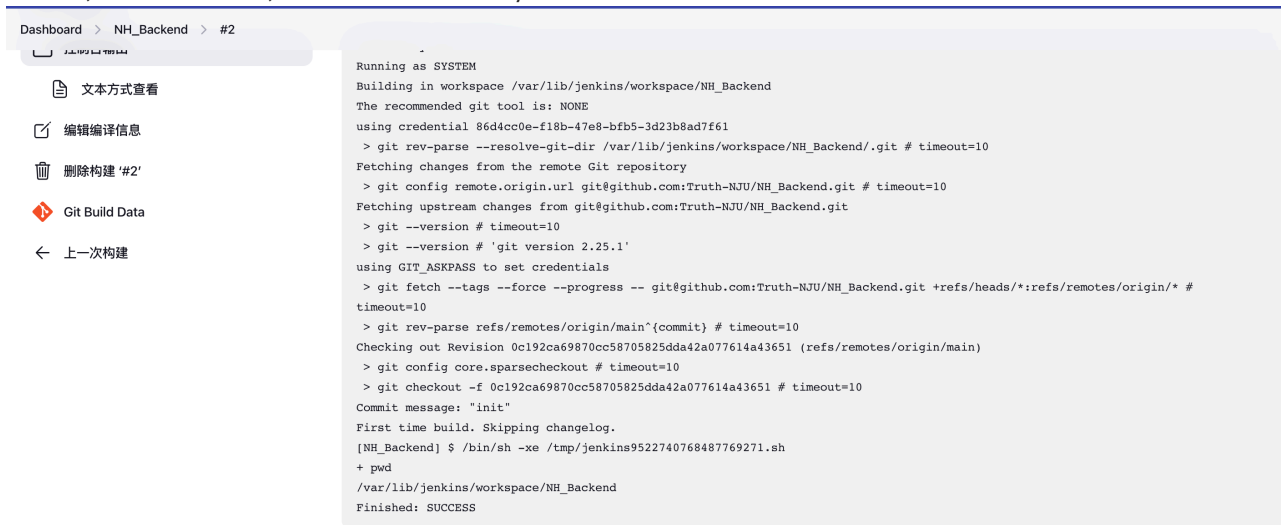 Dashboard > NH_Backend > #2
控制台输出
文本方式查看
编辑编译信息
删除构建 '#2'
Git Build Data
上一次构建
Running as SYSTEM
Building in workspace /var/lib/jenkins/workspace/NH_Backend
The recommended git tool is: NONE
using credential 86d4cc0e-f18b-47e8-bfb5-3d23b8ad7f61
> git rev-parse --resolve-git-dir /var/lib/jenkins/workspace/NH_Backend/.git # timeout=10
Fetching changes from the remote Git repository
> git config remote.origin.url git@github.com:Truth-NJU/NH_Backend.git # timeout=10
Fetching upstream changes from git@github.com:Truth-NJU/NH_Backend.git
> git --version # timeout=10
> git --version # 'git version 2.25.1'
using GIT_ASKPASS to set credentials
> git fetch --tags --force --progress -- git@github.com:Truth-NJU/NH_Backend.git +refs/heads/*:refs/remotes/origin/* #
timeout=10
> git rev-parse refs/remotes/origin/main^{commit} # timeout=10
Checking out Revision 0c192ca69870cc58705825dda42a077614a43651 (refs/remotes/origin/main)
> git config core.sparsecheckout # timeout=10
> git checkout -f 0c192ca69870cc58705825dda42a077614a43651 # timeout=10
Commit message: "init"
First time build. Skipping changelog.
[NH_Backend] $ /bin/sh -xe /tmp/jenkins9522740768487769271.sh
+ pwd
/var/lib/jenkins/workspace/NH_Backend
Finished: SUCCESS